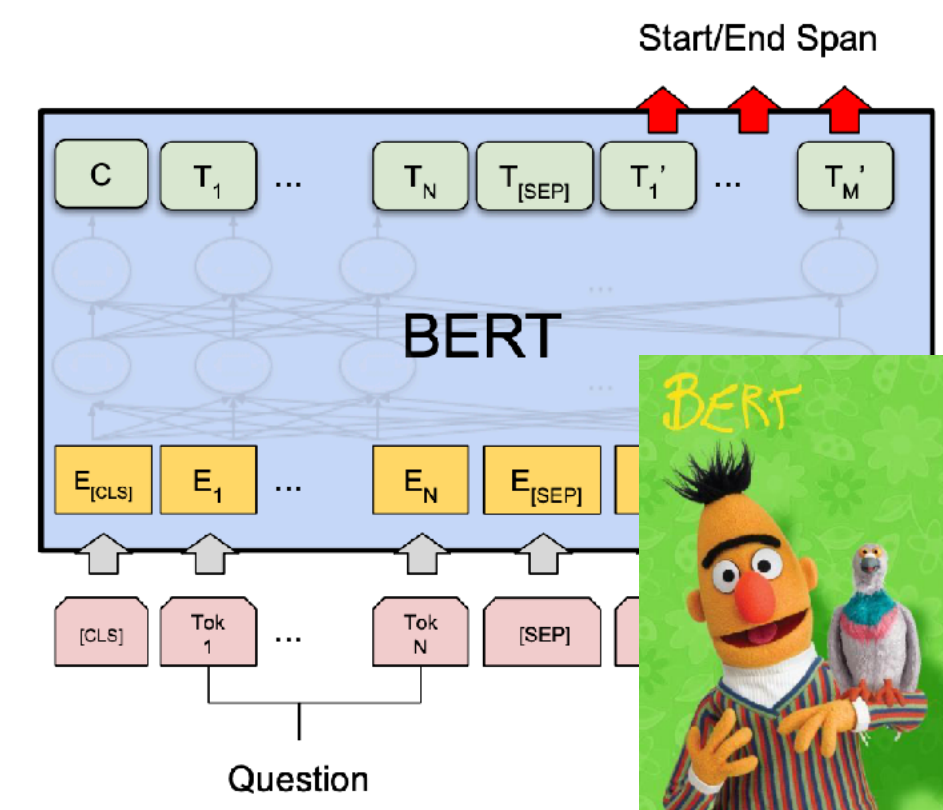 Start/End Span
C T1 ... TN T[SEP] T1’ ... TM’
...
BERT
...
BERT
E[CLS] E1 ... EN E[SEP]
[CLS] Tok 1 ... Tok N [SEP]
Question